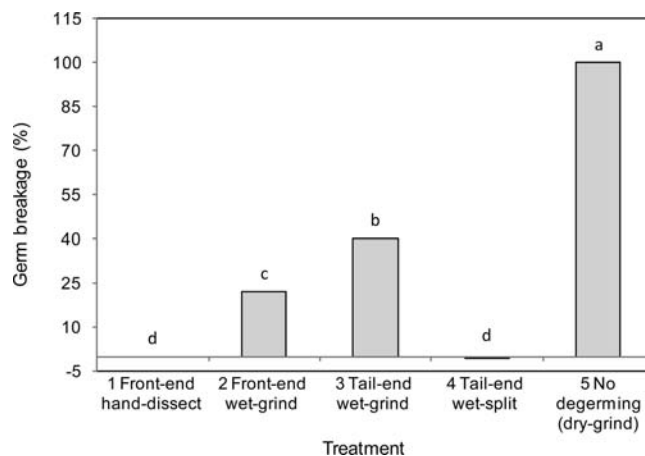 115
100
85
70
55
40
25
10
-5
Germ breakage (%)
d
c
b
d
a
1 Front-end
hand-dissect
2 Front-end
wet-grind
3 Tail-end
wet-grind
4 Tail-end
wet-split
5 No
degerming
(dry-grind)
Treatment